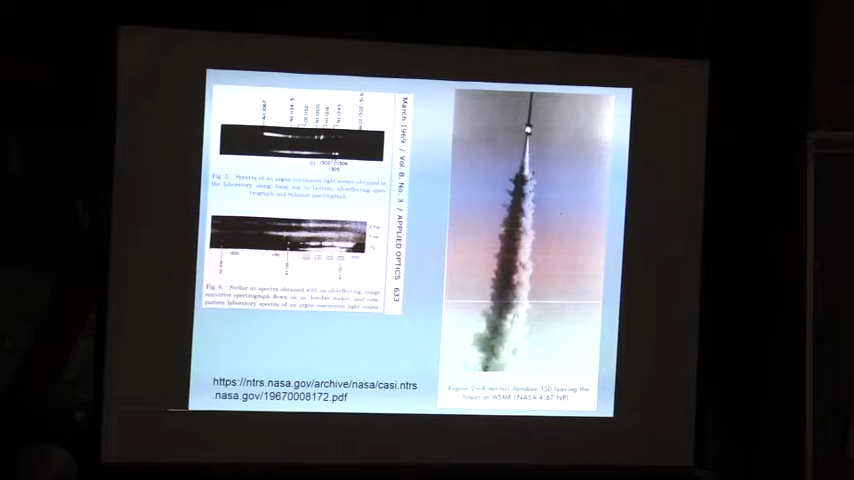 March 1969 / Vol. 8, No. 3 / APPLIED OPTICS 633
Fig. 5. Spectra of an argon continuum light source obtained in
the laboratory using, from top to bottom, all-reflecting spec-
trograph and Schmidt spectrograph.
Fig. 6. Stellar uv spectra obtained with an all-reflecting, image
converter spectrograph flown on an Aerobee rocket, and com-
parison laboratory spectra of an argon continuum light source
https://ntrs.nasa.gov/archive/nasa/casi.ntrs
.nasa.gov/19670008172.pdf
Figure 2—A normal Aerobee 150 leaving the
tower at WSMR (NASA 4.67 NP).